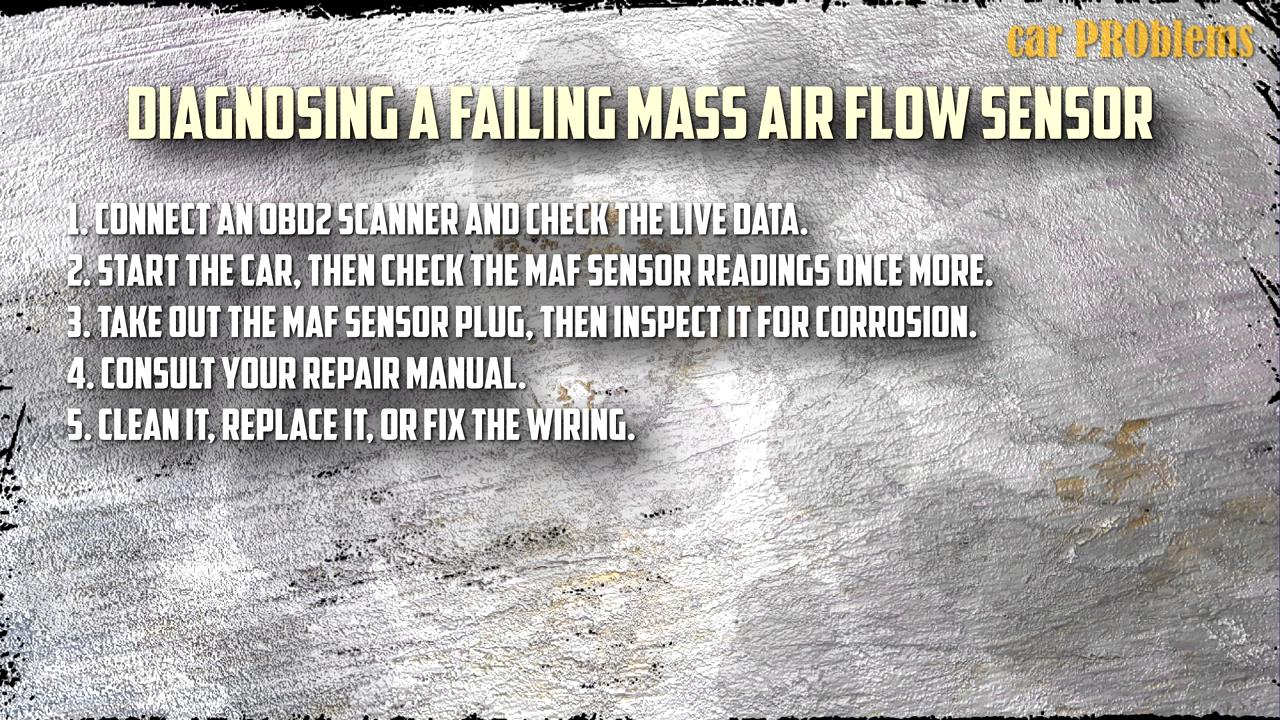 car PROblems
DIAGNOSING A FAILING MASS AIR FLOW SENSOR
1. CONNECT AN OBD2 SCANNER AND CHECK THE LIVE DATA.
2. START THE CAR, THEN CHECK THE MAF SENSOR READINGS ONCE MORE.
3. TAKE OUT THE MAF SENSOR PLUG, THEN INSPECT IT FOR CORROSION.
4. CONSULT YOUR REPAIR MANUAL.
5. CLEAN IT, REPLACE IT, OR FIX THE WIRING.